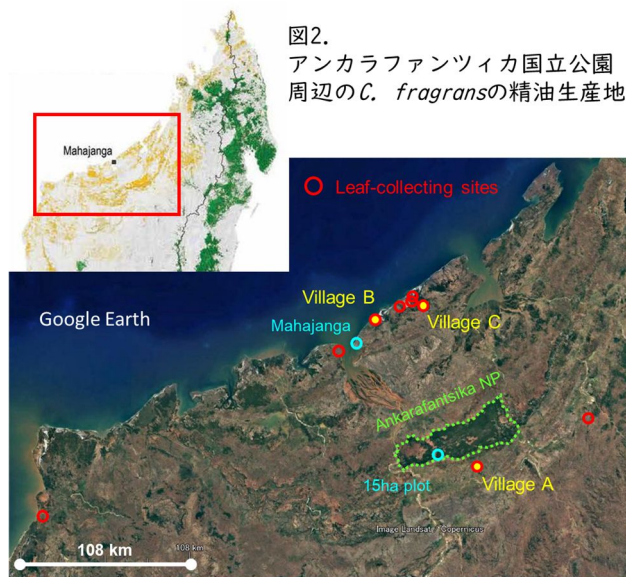 図2.
アンカラファンツィカ国立公園
周辺のC. fragransの精油生産地
Mahajanga
Leaf-collecting sites
Village B
Google Earth
Village C
Mahajanga
Ankarafantsika NP
15ha plot
Village A
Image Landsat / Copernicus
108 km
108 km